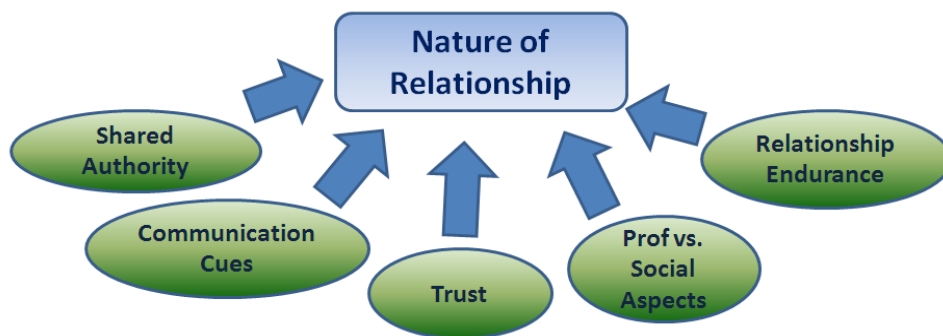 Nature of
Relationship
Shared
Authority
Communication
Cues
Trust
Prof vs.
Social
Aspects
Relationship
Endurance